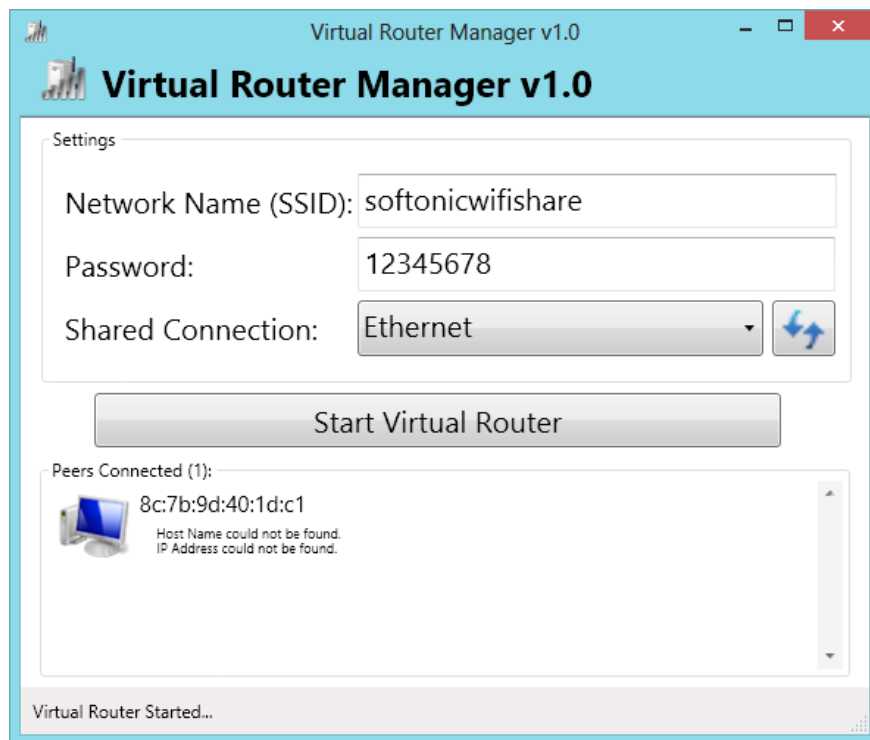 Virtual Router Manager v1.0
Virtual Router Manager v1.0
Settings
Network Name (SSID): softonicwifishare
Password: 12345678
Shared Connection: Ethernet
Start Virtual Router
Peers Connected (1):
8c:7b:9d:40:1d:c1
Host Name could not be found.
IP Address could not be found.
Virtual Router Started...